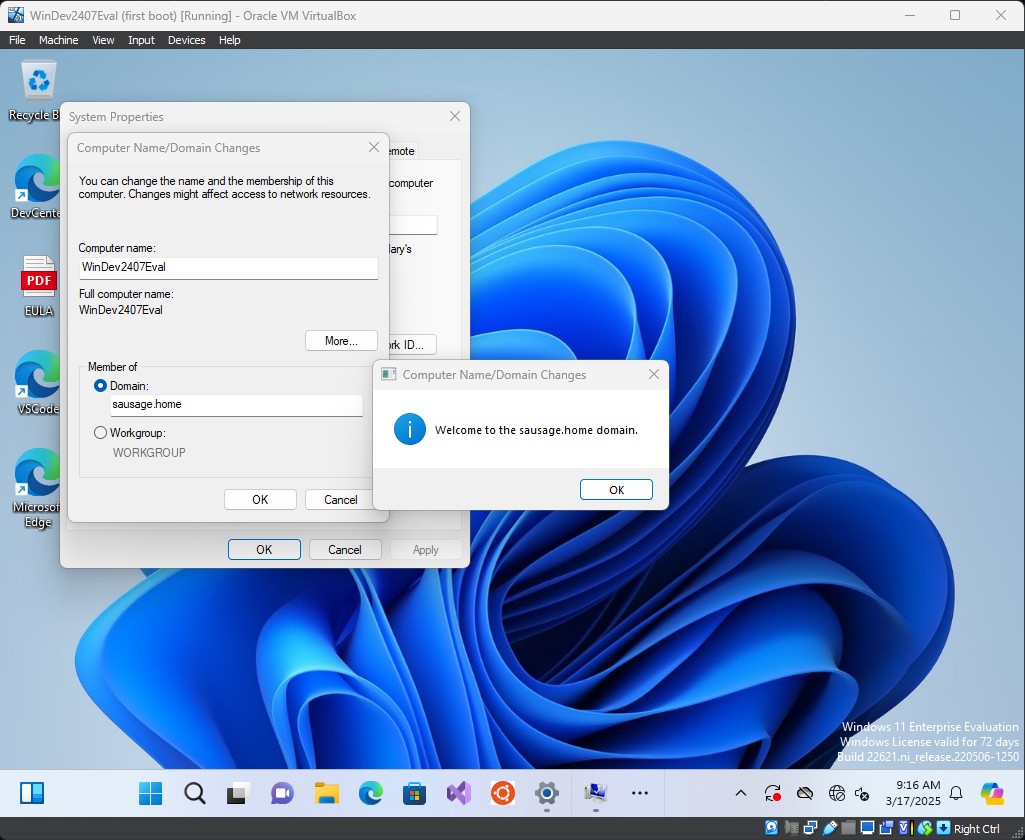 WinDev2407Eval (first boot) [Running] - Oracle VM VirtualBox
File Machine View Input Devices Help
Recycle B
DevCente
PDF
EULA
VSCode
Microsof
Edge
System Properties
emote
computer
lary's
rk ID...
OK Cancel Apply
Computer Name/Domain Changes
You can change the name and the membership of this
computer. Changes might affect access to network resources.
Computer name:
WinDev2407Eval
Full computer name:
WinDev2407Eval
More...
Member of
Domain:
sausage.home
Workgroup:
WORKGROUP
OK Cancel
Computer Name/Domain Changes
Welcome to the sausage.home domain.
OK
Windows 11 Enterprise Evaluation
Windows License valid for 72 days
Build 22621.ni_release.220506-1250
9:16 AM
3/17/2025
Right Ctrl